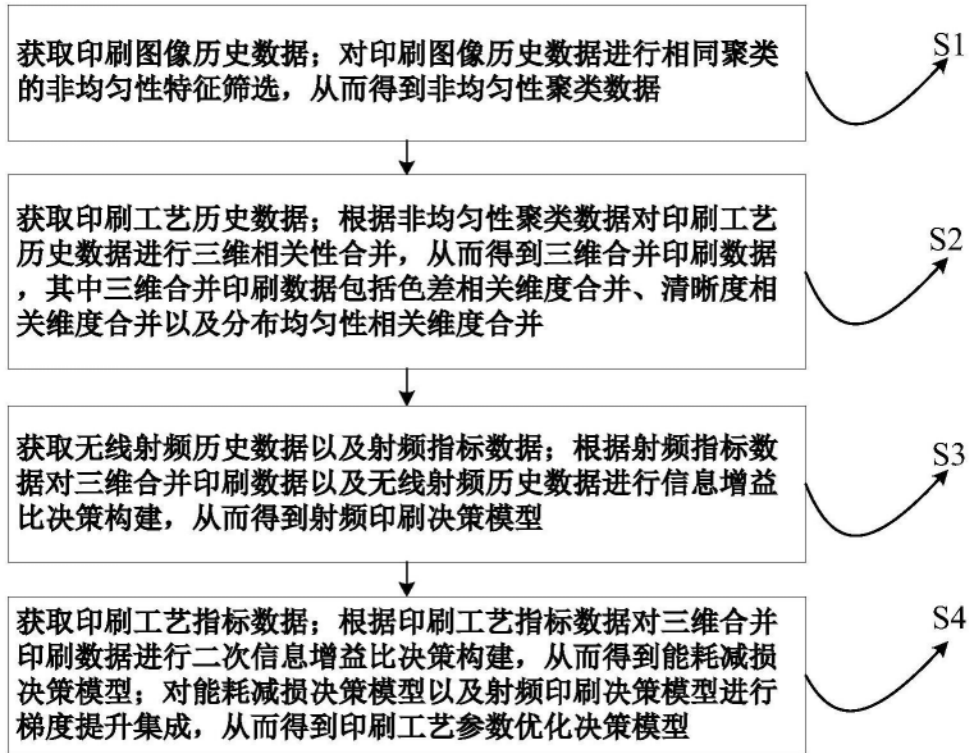 获取印刷图像历史数据；对印刷图像历史数据进行相同聚类
的非均匀性特征筛选，从而得到非均匀性聚类数据
S1
获取印刷工艺历史数据；根据非均匀性聚类数据对印刷工艺
历史数据进行三维相关性合并，从而得到三维合并印刷数据
，其中三维合并印刷数据包括色差相关维度合并、清晰度相
关维度合并以及分布均匀性相关维度合并
S2
获取无线射频历史数据以及射频指标数据；根据射频指标数
据对三维合并印刷数据以及无线射频历史数据进行信息增益
比决策构建，从而得到射频印刷决策模型
S3
获取印刷工艺指标数据；根据印刷工艺指标数据对三维合并
印刷数据进行二次信息增益比决策构建，从而得到能耗减损
决策模型；对能耗减损决策模型以及射频印刷决策模型进行
梯度提升集成，从而得到印刷工艺参数优化决策模型
S4